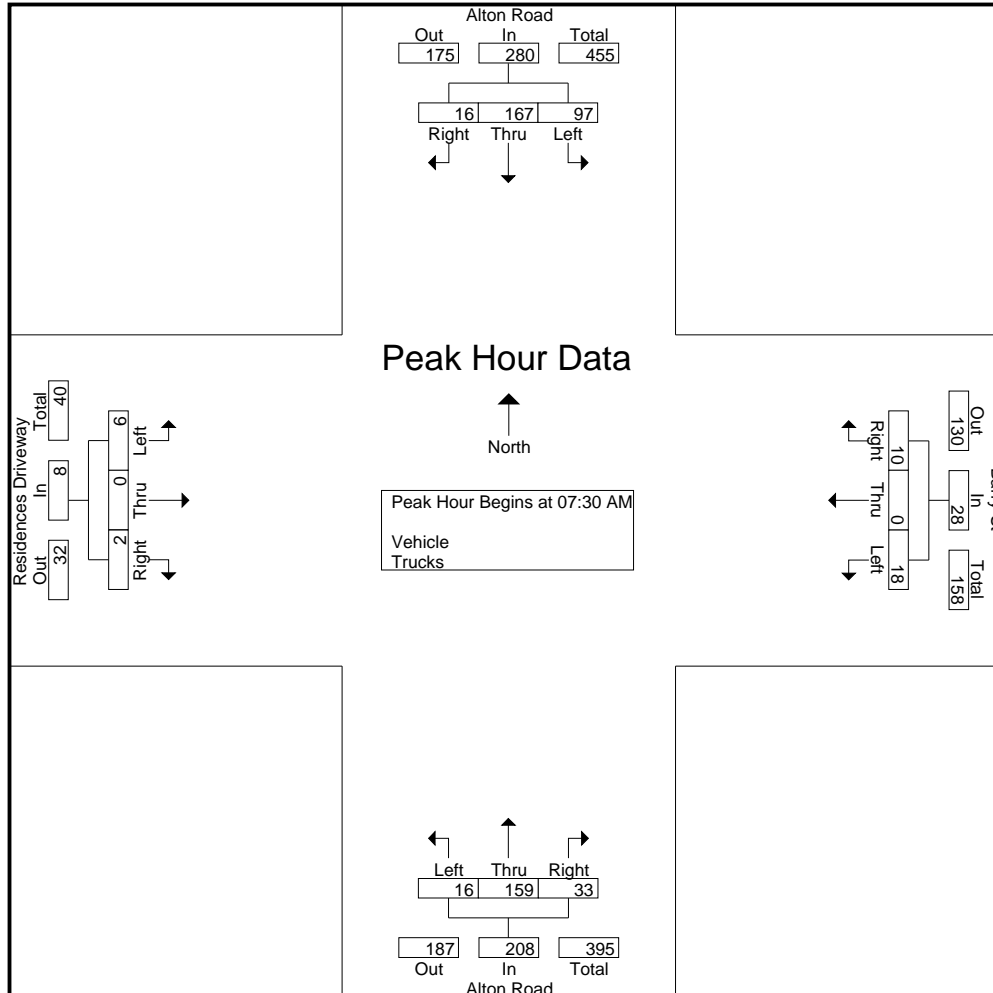 Alton Road
Out In Total
175 280 455
16 167 97
Right Thru Left
Peak Hour Data
North
Peak Hour Begins at 07:30 AM
Vehicle
Trucks
Residences Driveway
Out In Total
32 8 40
6 0 2
Left Thru Right
Out In Total
130 28 158
10 0 18
Right Thru Left
Left Thru Right
16 159 33
187 208 395
Out In Total
Alton Road